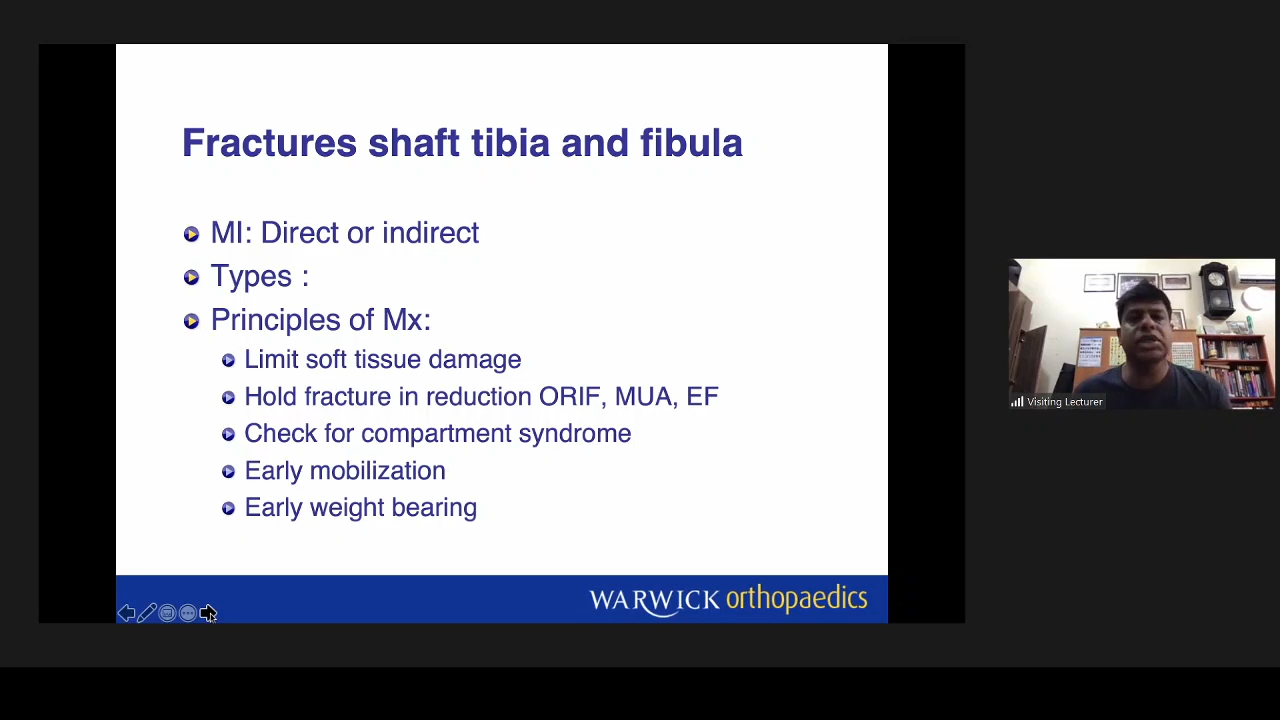 Fractures shaft tibia and fibula
MI: Direct or indirect
Types :
Principles of Mx:
Limit soft tissue damage
Hold fracture in reduction ORIF, MUA, EF
Check for compartment syndrome
Early mobilization
Early weight bearing
WARWICK orthopaedics
Visiting Lecturer